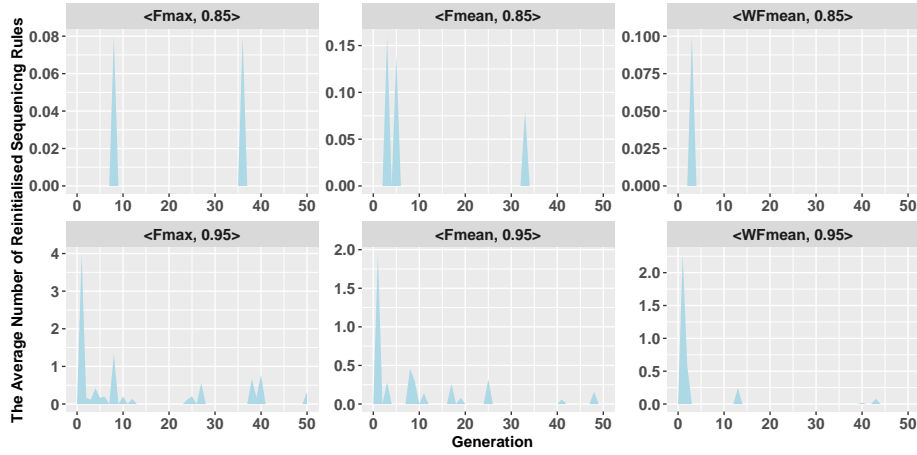 <Fmax, 0.85> <Fmean, 0.85> <WFmean, 0.85>
The Average Number of Reinitialised Sequenicng Rules
0.08 0.15 0.100
0.06 0.075
0.10
0.04 0.050
0.05
0.02 0.025
0.00 0.00 0.000
0 10 20 30 40 50 0 10 20 30 40 50 0 10 20 30 40 50
<Fmax, 0.95> <Fmean, 0.95> <WFmean, 0.95>
4 2.0
2.0
3 1.5
1.5
2 1.0
1.0
1 0.5 0.5
0 0.0 0.0
0 10 20 30 40 50 0 10 20 30 40 50 0 10 20 30 40 50
Generation